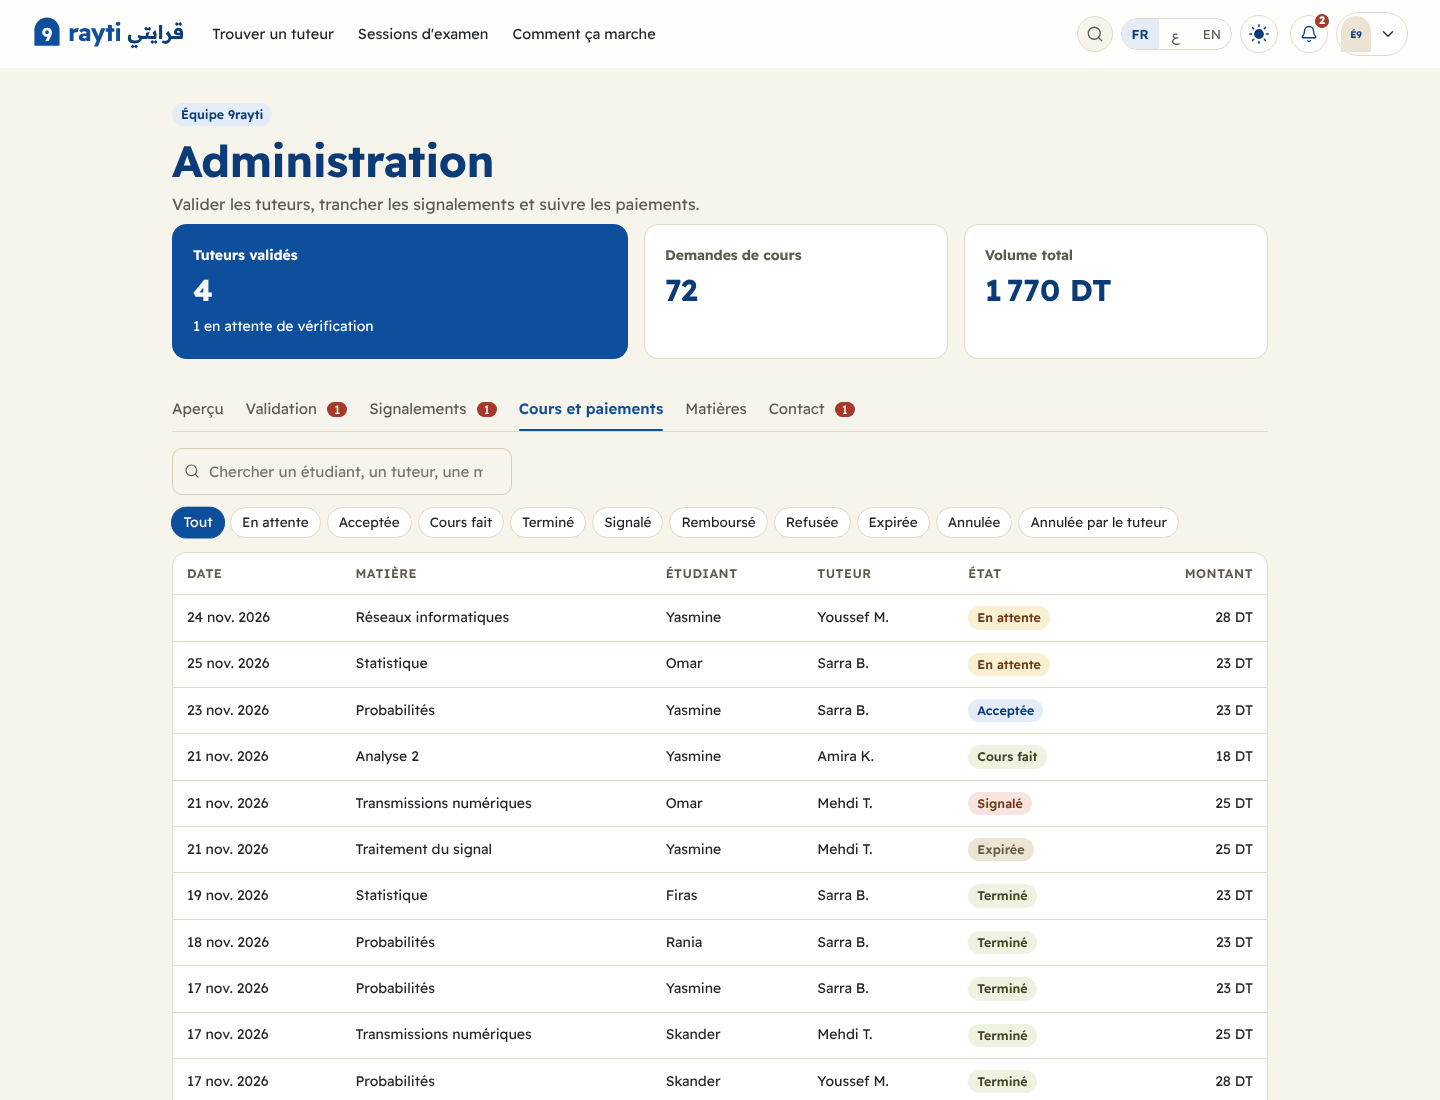 9 rayti قرايتي Trouver un tuteur Sessions d'examen Comment ça marche FR ع EN 2 É9
Équipe 9rayti
Administration
Valider les tuteurs, trancher les signalements et suivre les paiements.
Tuteurs validés Demandes de cours Volume total
4 72 1 770 DT
1 en attente de vérification
Aperçu Validation 1 Signalements 1 Cours et paiements Matières Contact 1
Chercher un étudiant, un tuteur, une m
Tout En attente Acceptée Cours fait Terminé Signalé Remboursé Refusée Expirée Annulée Annulée par le tuteur
DATE MATIÈRE ÉTUDIANT TUTEUR ÉTAT MONTANT
24 nov. 2026 Réseaux informatiques Yasmine Youssef M. En attente 28 DT
25 nov. 2026 Statistique Omar Sarra B. En attente 23 DT
23 nov. 2026 Probabilités Yasmine Sarra B. Acceptée 23 DT
21 nov. 2026 Analyse 2 Yasmine Amira K. Cours fait 18 DT
21 nov. 2026 Transmissions numériques Omar Mehdi T. Signalé 25 DT
21 nov. 2026 Traitement du signal Yasmine Mehdi T. Expirée 25 DT
19 nov. 2026 Statistique Firas Sarra B. Terminé 23 DT
18 nov. 2026 Probabilités Rania Sarra B. Terminé 23 DT
17 nov. 2026 Probabilités Yasmine Sarra B. Terminé 23 DT
17 nov. 2026 Transmissions numériques Skander Mehdi T. Terminé 25 DT
17 nov. 2026 Probabilités Skander Youssef M. Terminé 28 DT